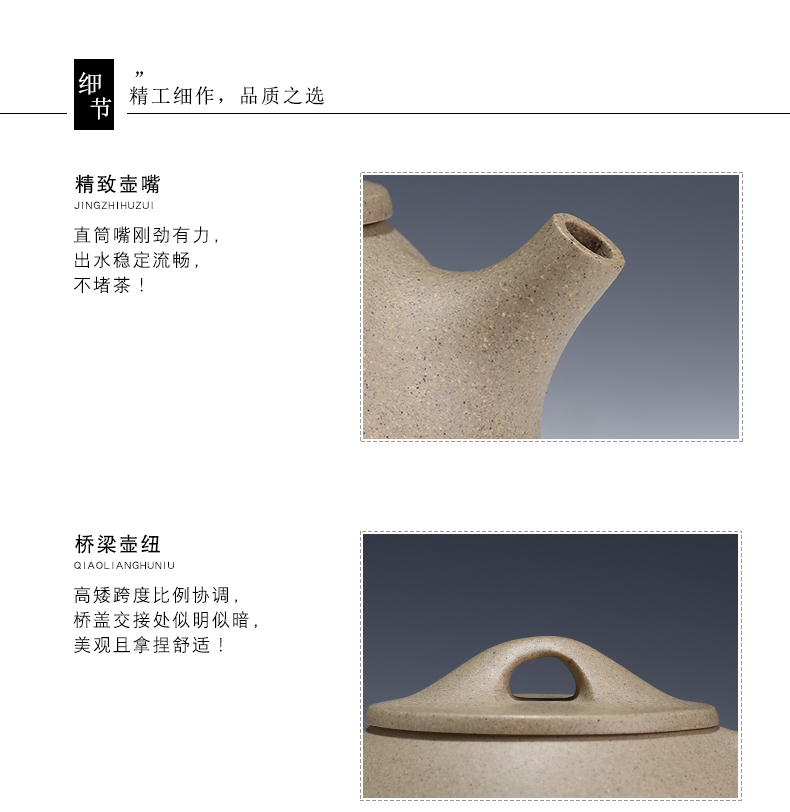 细节
”
精工细作，品质之选
精致壶嘴
JINGZHIHUZUI
直筒嘴刚劲有力，
出水稳定流畅，
不堵茶！
桥梁壶纽
QIAOLIANGHUNIU
高矮跨度比例协调，
桥盖交接处似明似暗，
美观且拿捏舒适！